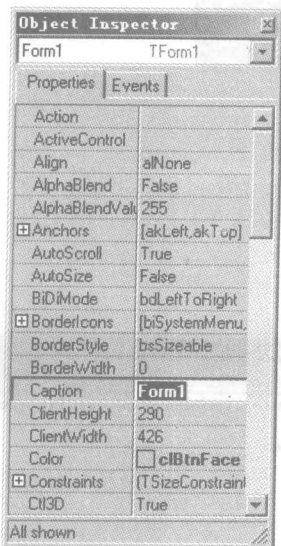 Object Inspector
Form1 TForm1
Properties Events
Action
ActiveControl
Align alNone
AlphaBlend False
AlphaBlendVal 255
Anchors [akLeft,akTop]
AutoScroll True
AutoSize False
BiDiMode bdLeftToRight
BorderIcons [biSystemMenu,
BorderStyle bsSizeable
BorderWidth 0
Caption Form1
ClientHeight 290
ClientWidth 426
Color clBtnFace
Constraints (TSizeConstraint
Ctl3D True
All shown